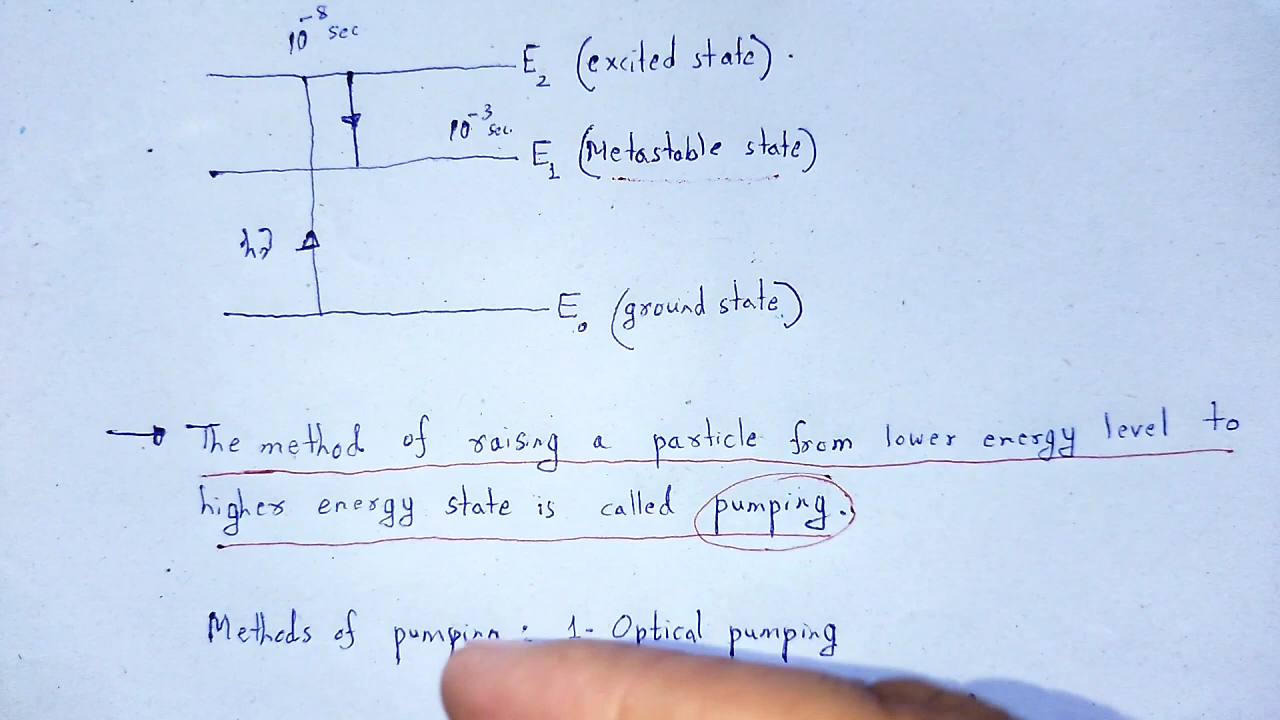 10⁻⁸ sec
E₂ (excited state).
10⁻³ sec.
E₁ (Metastable state)
hν
E₀ (ground state)
The method of raising a particle from lower energy level to
higher energy state is called pumping.
Methods of pumping : 1- Optical pumping